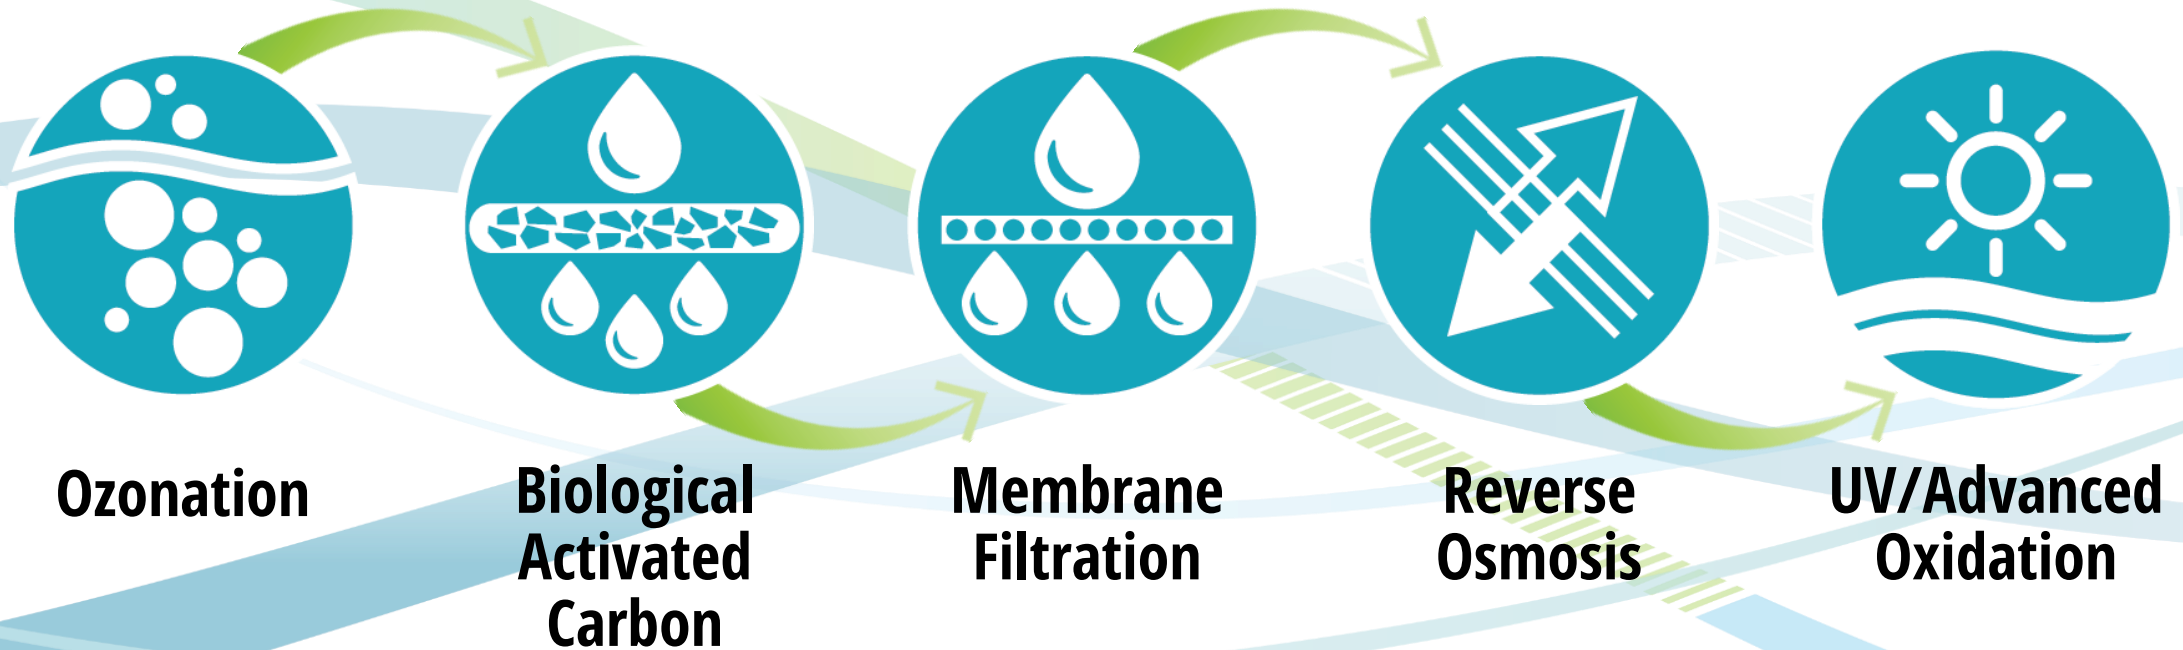 Ozonation
Biological
Activated
Carbon
Membrane
Filtration
Reverse
Osmosis
UV/Advanced
Oxidation